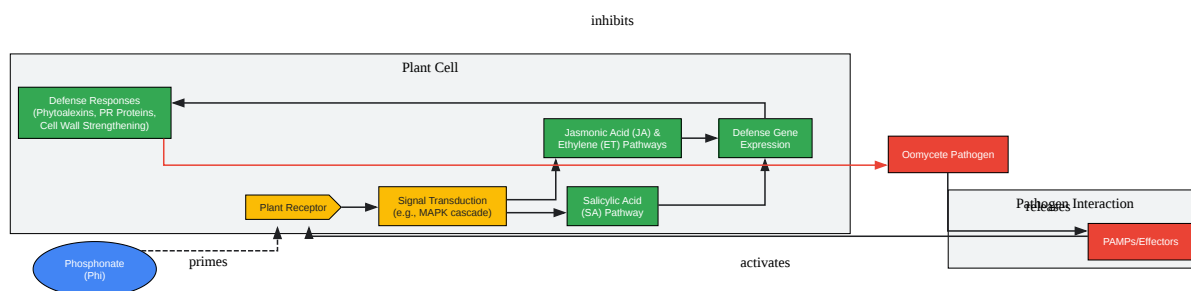 inhibits
Plant Cell
Defense Responses
(Phytoalexins, PR Proteins,
Cell Wall Strengthening)
Jasmonic Acid (JA) &
Ethylene (ET) Pathways
Defense Gene
Expression
Oomycete Pathogen
Plant Receptor
Signal Transduction
(e.g., MAPK cascade)
Salicylic Acid
(SA) Pathway
Pathogen Interaction
releases
PAMPs/Effectors
Phosphonate
(Phi)
primes
activates